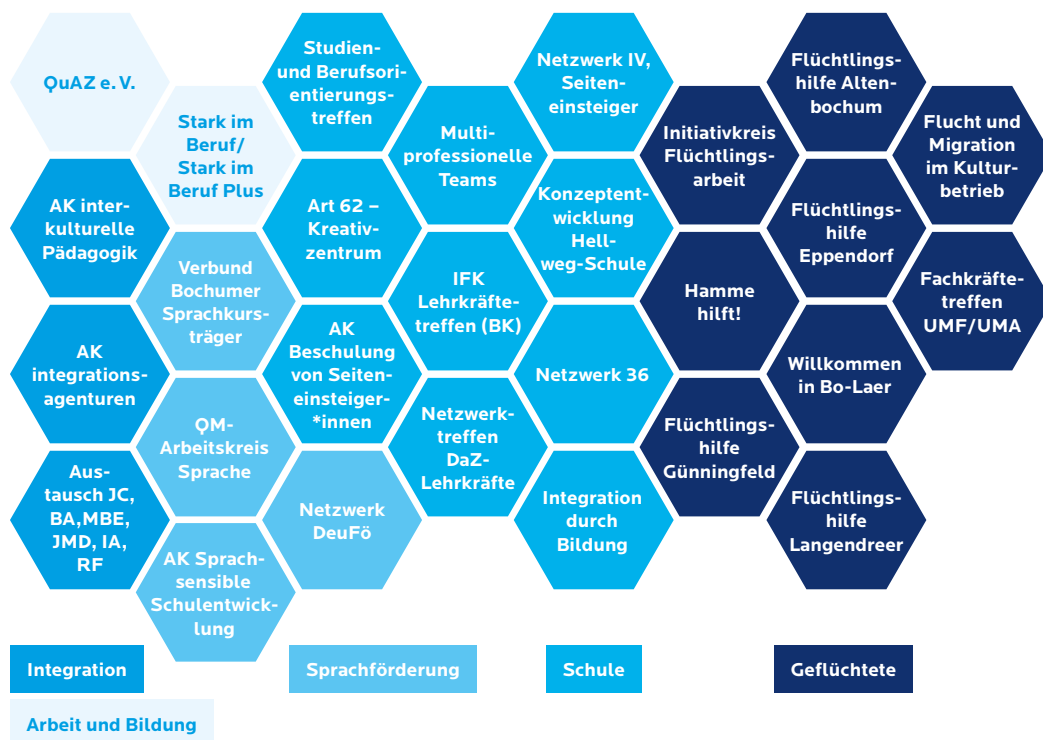 QuAZ e. V.
Stark im
Beruf/
Stark im
Beruf Plus
AK inter-
kulturelle
Pädagogik
Verbund
Bochumer
Sprachkurs-
träger
AK
integrations-
agenturen
QM-
Arbeitskreis
Sprache
Aus-
tausch JC,
BA,MBE,
JMD, IA,
RF
AK Sprach-
sensible
Schulentwick-
lung
Studien-
und Berufsori-
entierungs-
treffen
Multi-
professionelle
Teams
Art 62 –
Kreativ-
zentrum
IFK
Lehrkräfte-
treffen (BK)
AK
Beschulung
von Seiten-
einsteiger-
*innen
Netzwerk-
treffen
DaZ-
Lehrkräfte
Netzwerk
DeuFö
Netzwerk IV,
Seiten-
einsteiger
Konzeptent-
wicklung
Hell-
weg-Schule
Netzwerk 36
Integration
durch
Bildung
Initiativkreis
Flüchtlings-
arbeit
Hamme
hilft!
Flüchtlings-
hilfe
Günningfeld
Flüchtlings-
hilfe Alten-
bochum
Flüchtlings-
hilfe
Eppendorf
Willkommen
in Bo-Laer
Flüchtlings-
hilfe
Langendreer
Flucht und
Migration
im Kultur-
betrieb
Fachkräfte-
treffen
UMF/UMA
Integration
Sprachförderung
Schule
Geflüchtete
Arbeit und Bildung